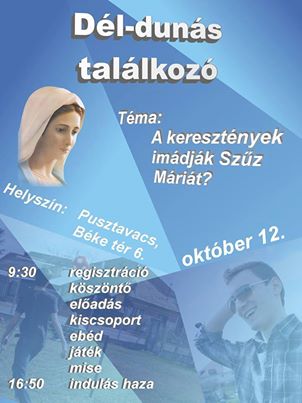 Dél-dunás
találkozó
Téma:
A keresztények
imádják Szűz
Máriát?
Helyszín: Pusztavacs,
Béke tér 6.
október 12.
9:30 regisztráció
köszöntő
előadás
kiscsoport
ebéd
játék
mise
16:50 indulás haza